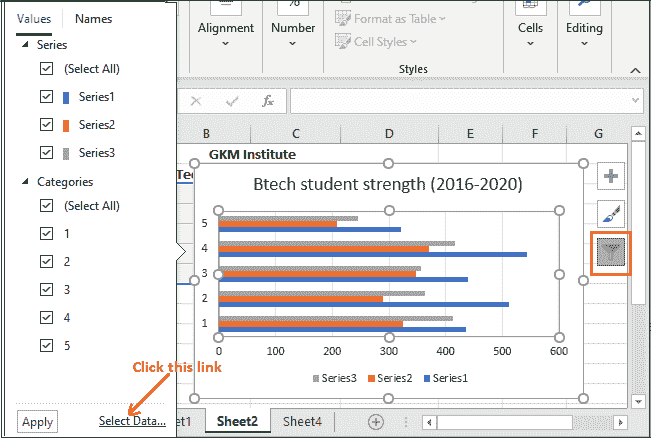 Values Names
Series
(Select All)
Series1
Series2
Series3
Categories
(Select All)
1
2
3
4
5
Click this link
Apply
Select Data...
Alignment
Number
Format as Table
Cell Styles
Styles
Cells
Editing
fx
B C D E F G
GKM Institute
Tec
Btech student strength (2016-2020)
5
4
3
2
1
0 100 200 300 400 500 600
Series3 Series2 Series1
et1 Sheet2 Sheet4